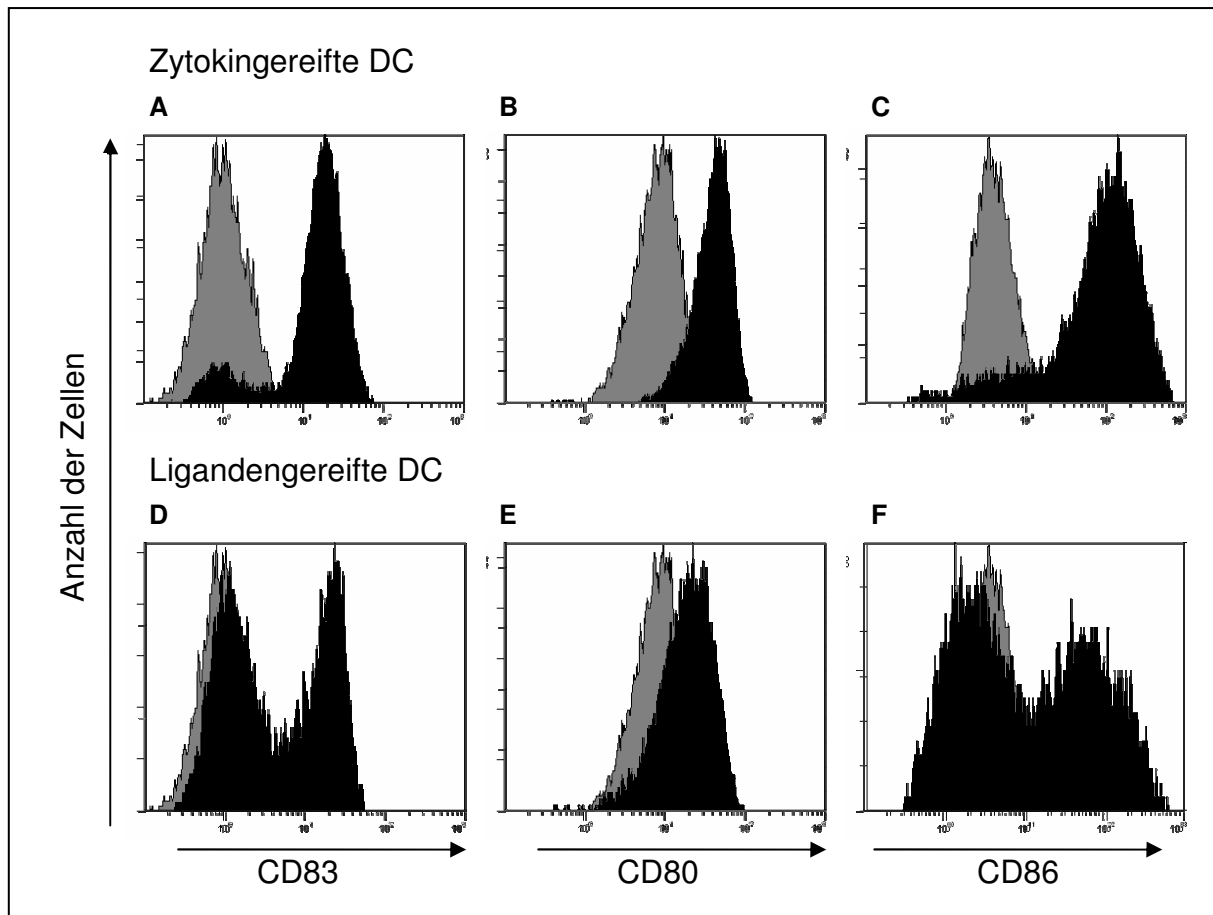 Zytokingereifte DC
A
B
C
Anzahl der Zellen
Ligandengereifte DC
D
E
F
CD83
CD80
CD86